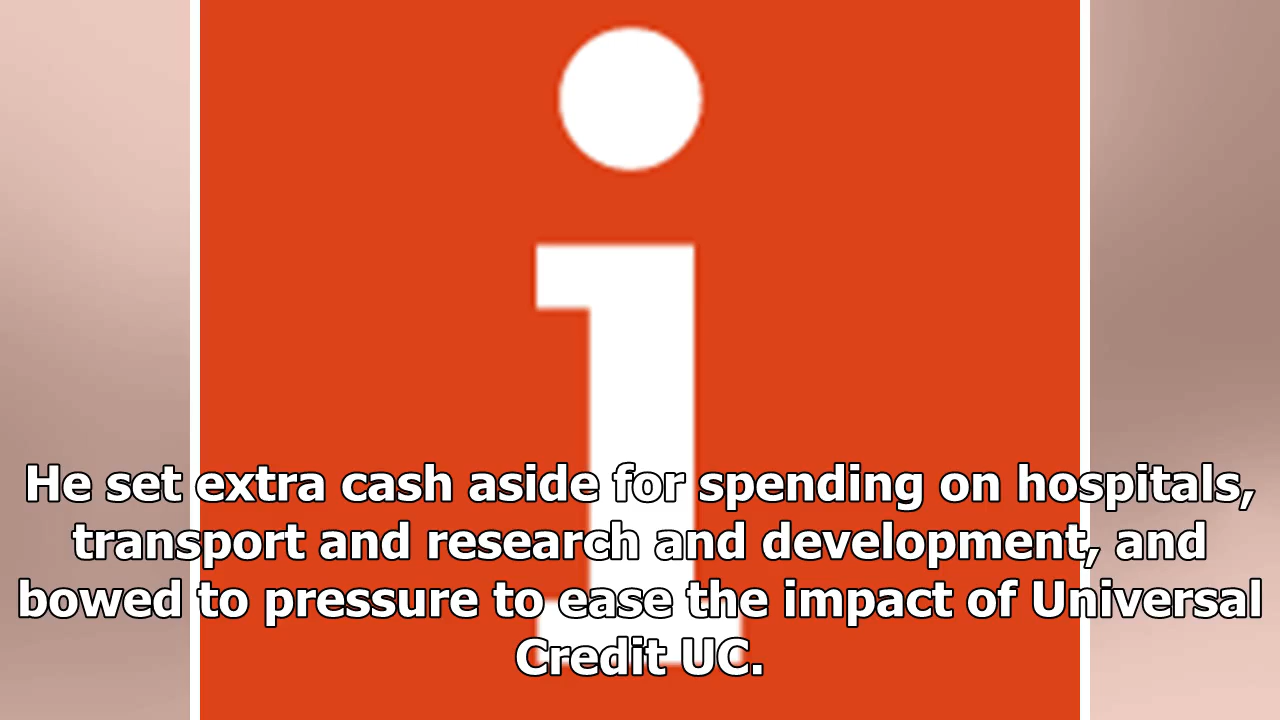 i
He set extra cash aside for spending on hospitals,
transport and research and development, and
bowed to pressure to ease the impact of Universal
Credit UC.